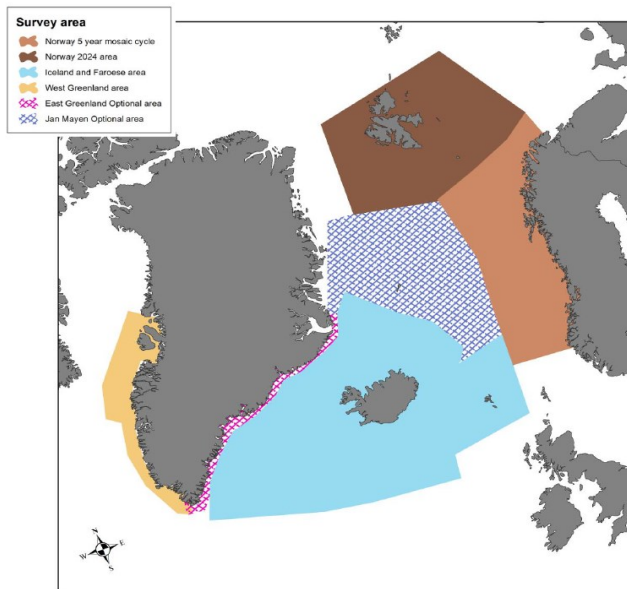 Survey area
Norway 5 year mosaic cycle
Norway 2024 area
Iceland and Faroese area
West Greenland area
East Greenland Optional area
Jan Mayen Optional area
N
W E
S